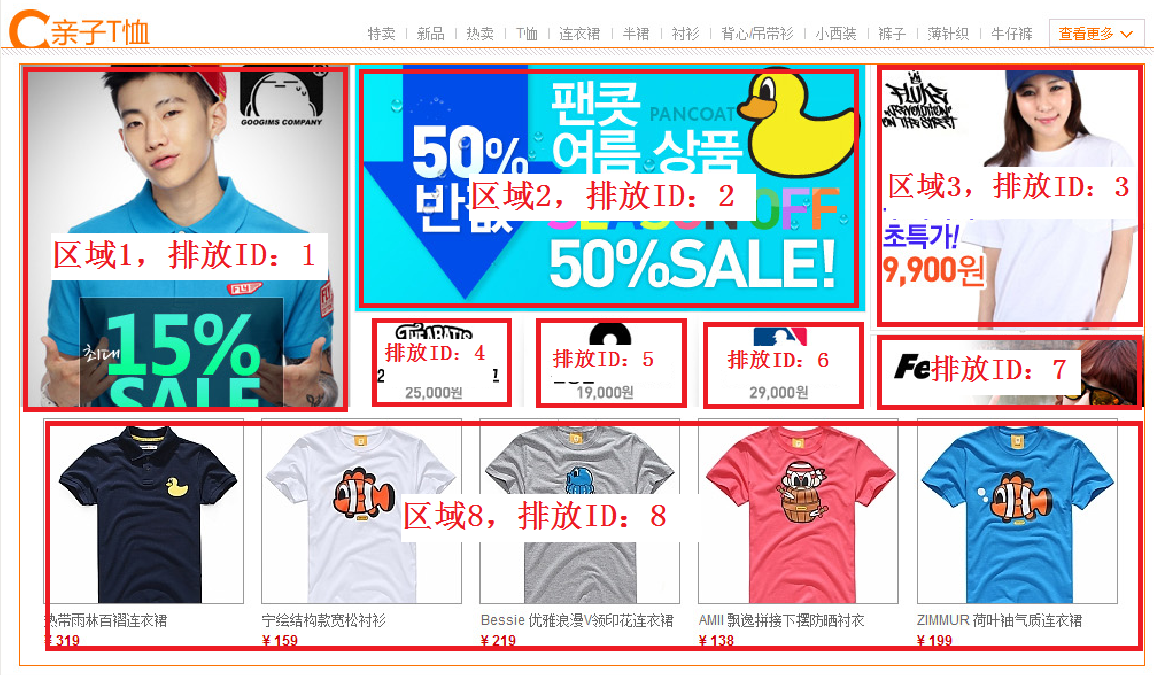 C亲子T恤
特卖 新品 热卖 T恤 连衣裙 半裙 衬衫 背心/吊带衫 小西装 裤子 薄针织 牛仔裤 查看更多
GOOGIMS COMPANY
区域1，排放ID：1
FLY
최대 15%
SALE
팬콧 PANCOAT
여름 상품
50%
반값
区域2，排放ID：2
SEASON OFF
50%SALE!
FLUKE
REVOLUTION
ON THE STREET
区域3，排放ID：3
초특가!
9,900원
排放ID：4
25,000원
排放ID：5
19,000원
排放ID：6
29,000원
Fe
排放ID：7
区域8，排放ID：8
热带雨林百褶连衣裙
¥ 319
宁绘结构款宽松衬衫
¥ 159
Bessie 优雅浪漫V领印花连衣裙
¥ 219
AMII 飘逸拼接下摆防晒衬衣
¥ 138
ZIMMUR 荷叶袖气质连衣裙
¥ 199